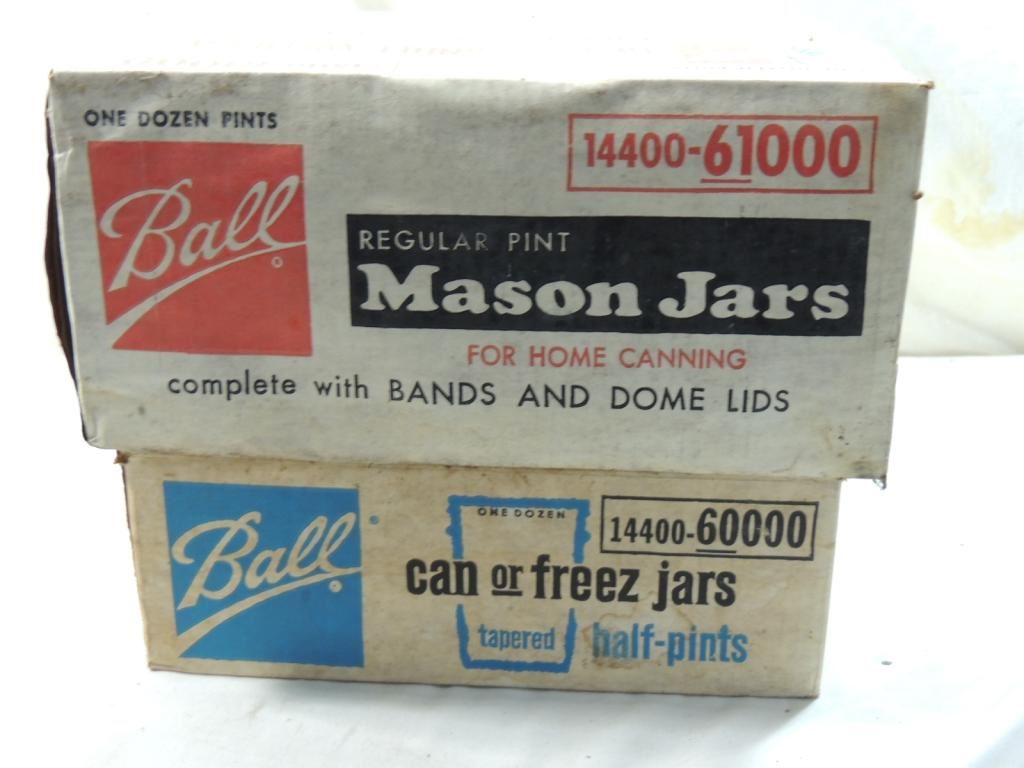 ONE DOZEN PINTS
14400-61000
Ball
®
REGULAR PINT
Mason Jars
FOR HOME CANNING
complete with BANDS AND DOME LIDS
Ball
®
®
ONE DOZEN
14400-60000
can or freez jars
tapered half-pints